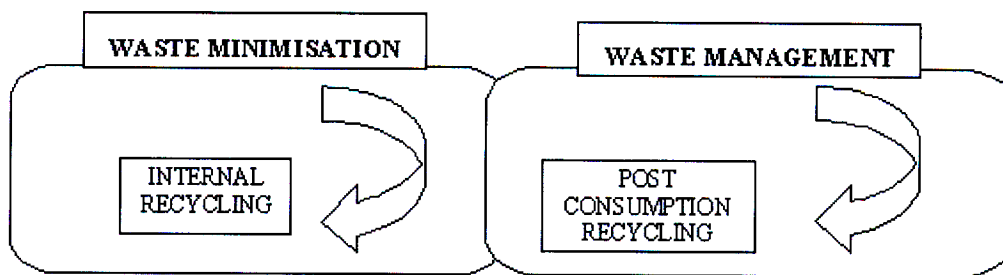 WASTE MINIMISATION
WASTE MANAGEMENT
INTERNAL
RECYCLING
POST
CONSUMPTION
RECYCLING